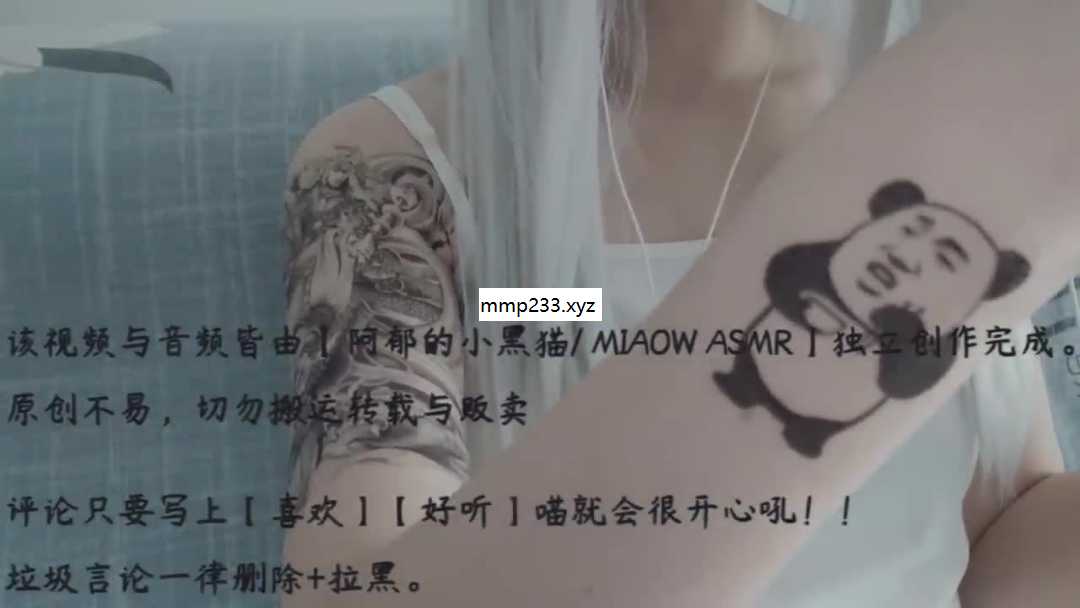 mmp233.xyz
该视频与音频皆由【阿郁的小黑猫/ MIAOW ASMR】独立创作完成。
原创不易，切勿搬运转载与贩卖
评论只要写上【喜欢】【好听】喵就会很开心吼！！
垃圾言论一律删除+拉黑。